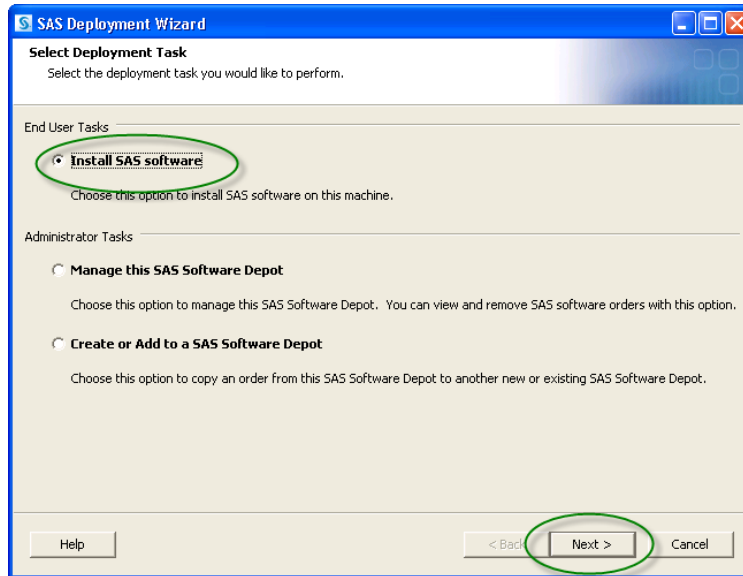 SAS Deployment Wizard
Select Deployment Task
Select the deployment task you would like to perform.
End User Tasks
Install SAS software
Choose this option to install SAS software on this machine.
Administrator Tasks
Manage this SAS Software Depot
Choose this option to manage this SAS Software Depot. You can view and remove SAS software orders with this option.
Create or Add to a SAS Software Depot
Choose this option to copy an order from this SAS Software Depot to another new or existing SAS Software Depot.
Help < Back Next > Cancel